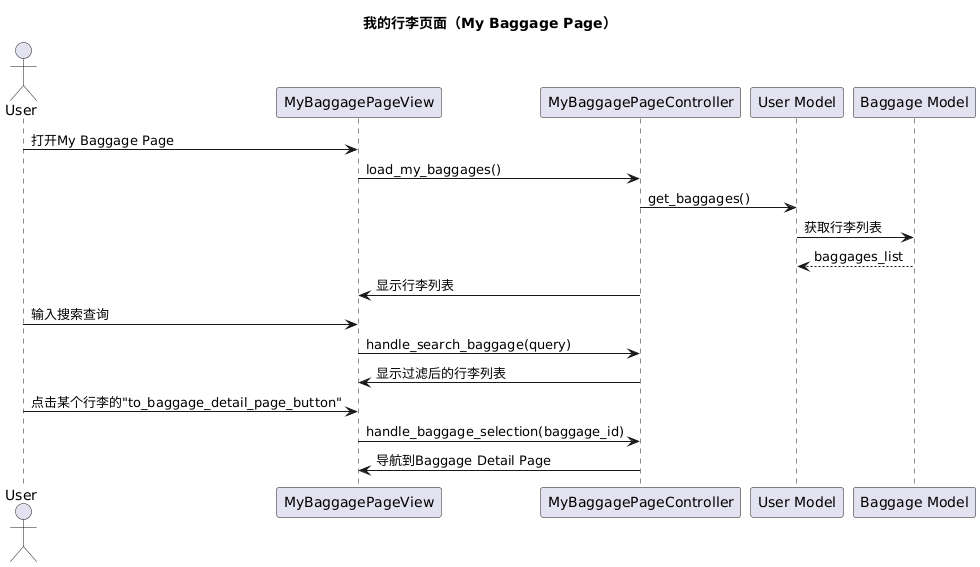 我的行李页面（My Baggage Page）
User
MyBaggagePageView
MyBaggagePageController
User Model
Baggage Model
打开My Baggage Page
load_my_baggages()
get_baggages()
获取行李列表
baggages_list
显示行李列表
输入搜索查询
handle_search_baggage(query)
显示过滤后的行李列表
点击某个行李的"to_baggage_detail_page_button"
handle_baggage_selection(baggage_id)
导航到Baggage Detail Page
User
MyBaggagePageView
MyBaggagePageController
User Model
Baggage Model